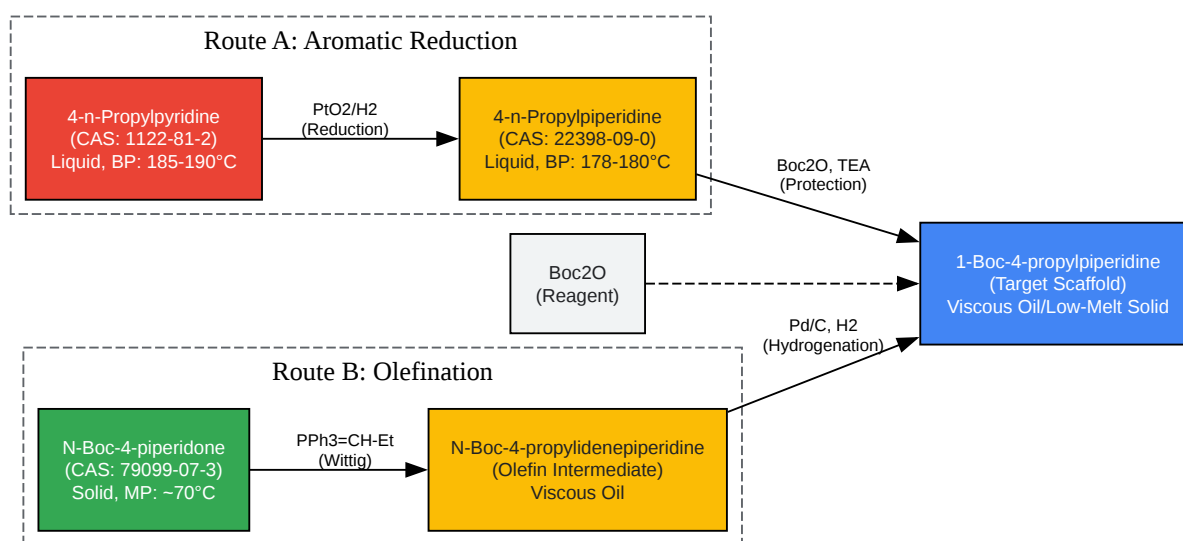 Route A: Aromatic Reduction
4-n-Propylpyridine
(CAS: 1122-81-2)
Liquid, BP: 185-190°C
PtO2/H2
(Reduction)
4-n-Propylpiperidine
(CAS: 22398-09-0)
Liquid, BP: 178-180°C
Boc2O, TEA
(Protection)
Boc2O
(Reagent)
1-Boc-4-propylpiperidine
(Target Scaffold)
Viscous Oil/Low-Melt Solid
Pd/C, H2
(Hydrogenation)
Route B: Olefination
N-Boc-4-piperidone
(CAS: 79099-07-3)
Solid, MP: ~70°C
PPh3=CH-Et
(Wittig)
N-Boc-4-propylidenepiperidine
(Olefin Intermediate)
Viscous Oil